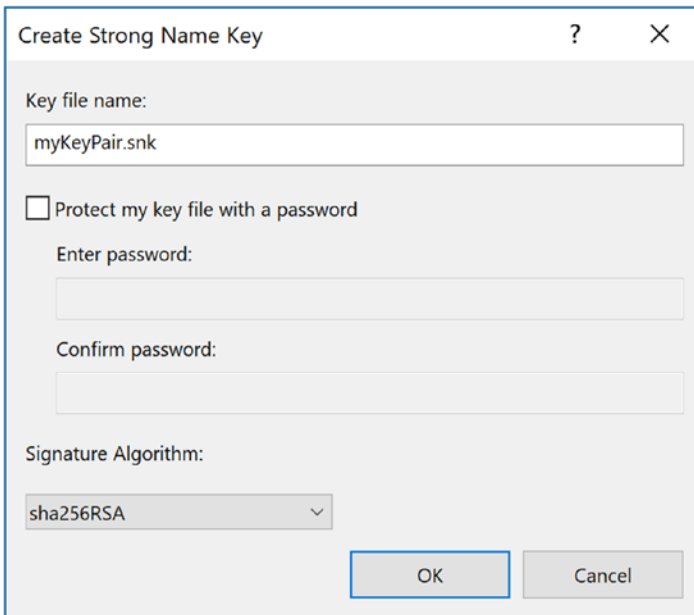 Create Strong Name Key
?
Key file name:
myKeyPair.snk
Protect my key file with a password
Enter password:
Confirm password:
Signature Algorithm:
sha256RSA
OK Cancel